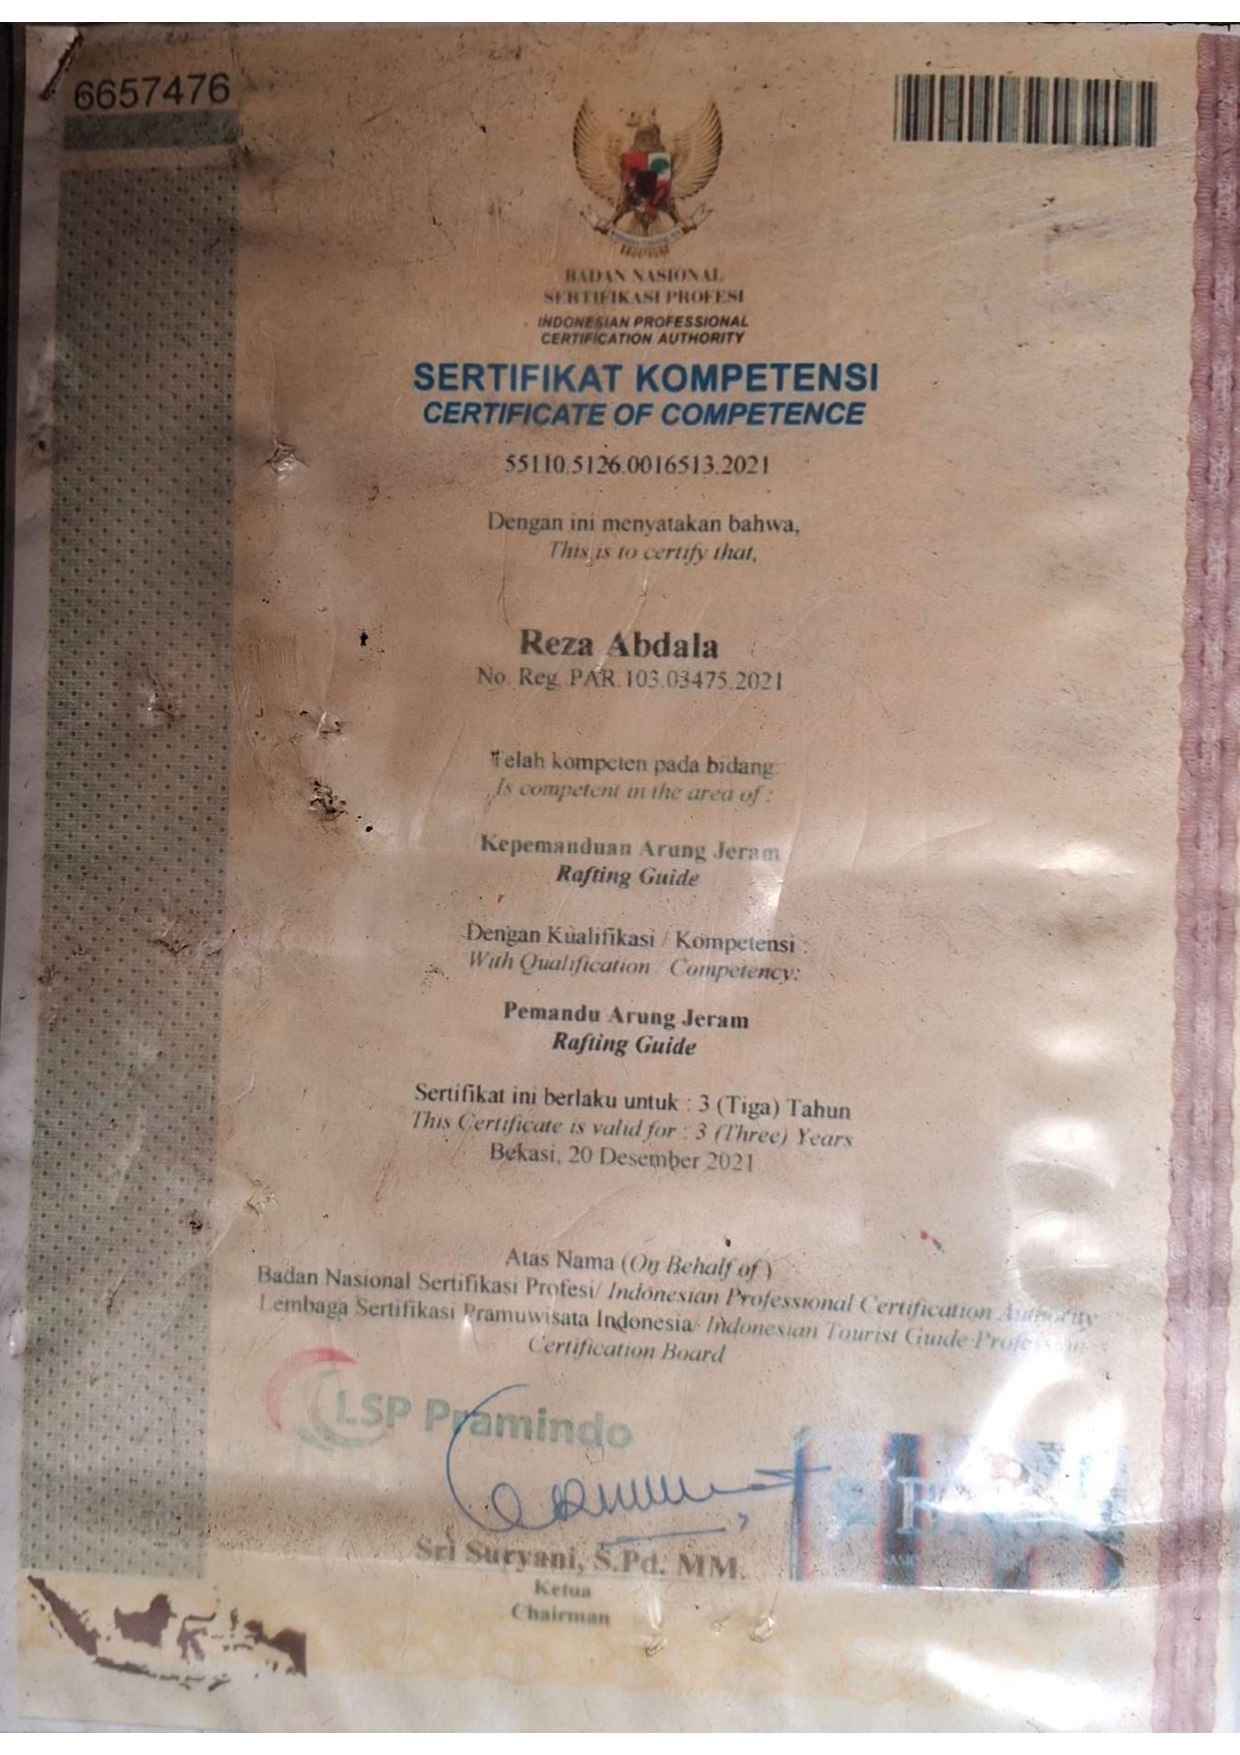 6657476
BADAN NASIONAL
SERTIFIKASI PROFESI
INDONESIAN PROFESSIONAL
CERTIFICATION AUTHORITY
SERTIFIKAT KOMPETENSI
CERTIFICATE OF COMPETENCE
55110.5126.0016513.2021
Dengan ini menyatakan bahwa,
This is to certify that,
Reza Abdala
No. Reg. PAR.103.03475.2021
Telah kompeten pada bidang:
Is competent in the area of :
Kepemanduan Arung Jeram
Rafting Guide
Dengan Kualifikasi / Kompetensi :
With Qualification / Competency:
Pemandu Arung Jeram
Rafting Guide
Sertifikat ini berlaku untuk : 3 (Tiga) Tahun
This Certificate is valid for : 3 (Three) Years
Bekasi, 20 Desember 2021
Atas Nama (On Behalf of )
Badan Nasional Sertifikasi Profesi/ Indonesian Professional Certification Authority
Lembaga Sertifikasi Pramuwisata Indonesia/ Indonesian Tourist Guide Profession
Certification Board
LSP Pramindo
Sri Suryani, S.Pd. MM.
Ketua
Chairman